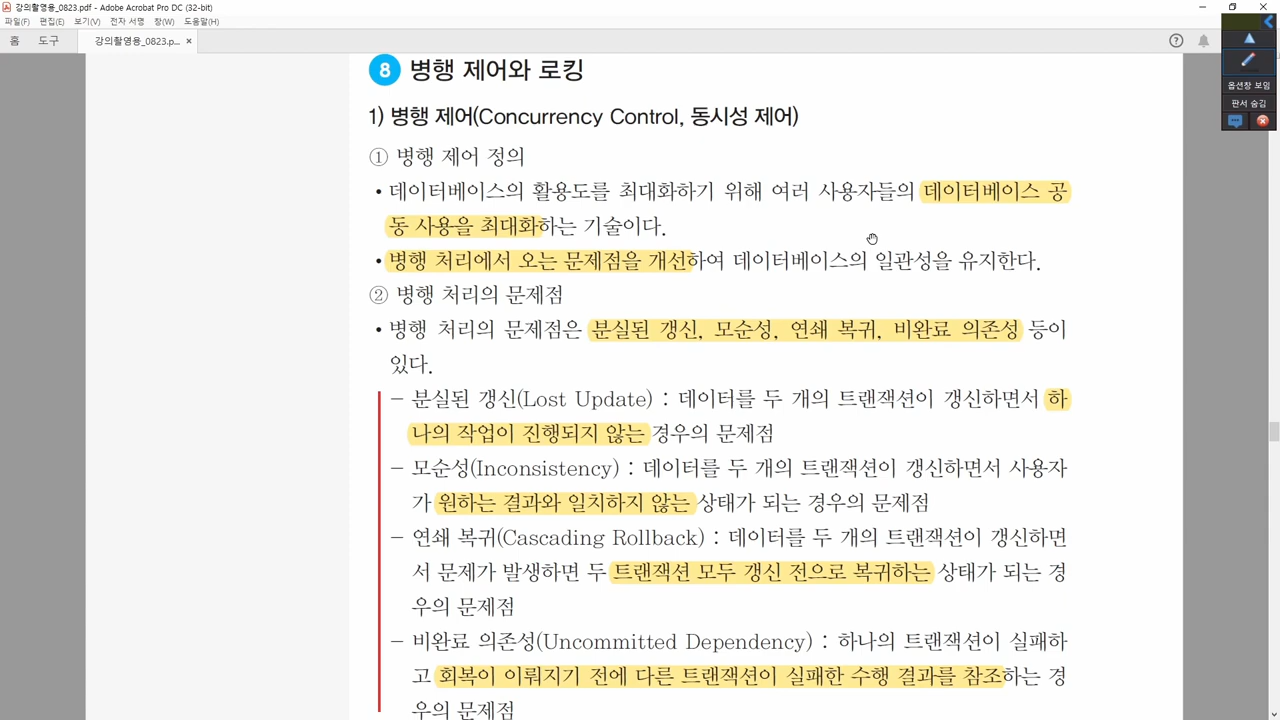 강의촬영용_0823.pdf - Adobe Acrobat Pro DC (32-bit)
파일(F) 편집(E) 보기(V) 전자 서명 창(W) 도움말(H)
홈 도구 강의촬영용_0823.p... ×
옵션창 보임
판서 숨김
8 병행 제어와 로킹
1) 병행 제어(Concurrency Control, 동시성 제어)
① 병행 제어 정의
• 데이터베이스의 활용도를 최대화하기 위해 여러 사용자들의 데이터베이스 공
동 사용을 최대화하는 기술이다.
• 병행 처리에서 오는 문제점을 개선하여 데이터베이스의 일관성을 유지한다.
② 병행 처리의 문제점
• 병행 처리의 문제점은 분실된 갱신, 모순성, 연쇄 복귀, 비완료 의존성 등이
있다.
– 분실된 갱신(Lost Update) : 데이터를 두 개의 트랜잭션이 갱신하면서 하
나의 작업이 진행되지 않는 경우의 문제점
– 모순성(Inconsistency) : 데이터를 두 개의 트랜잭션이 갱신하면서 사용자
가 원하는 결과와 일치하지 않는 상태가 되는 경우의 문제점
– 연쇄 복귀(Cascading Rollback) : 데이터를 두 개의 트랜잭션이 갱신하면
서 문제가 발생하면 두 트랜잭션 모두 갱신 전으로 복귀하는 상태가 되는 경
우의 문제점
– 비완료 의존성(Uncommitted Dependency) : 하나의 트랜잭션이 실패하
고 회복이 이뤄지기 전에 다른 트랜잭션이 실패한 수행 결과를 참조하는 경
우의 문제점